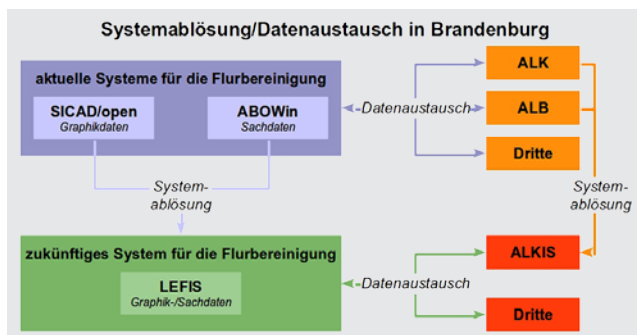 Systemablösung/Datenaustausch in Brandenburg
aktuelle Systeme für die Flurbereinigung
SICAD/open
Graphikdaten
ABOWin
Sachdaten
Datenaustausch
ALK
ALB
Dritte
System-
ablösung
System-
ablösung
zukünftiges System für die Flurbereinigung
LEFIS
Graphik-/Sachdaten
Datenaustausch
ALKIS
Dritte